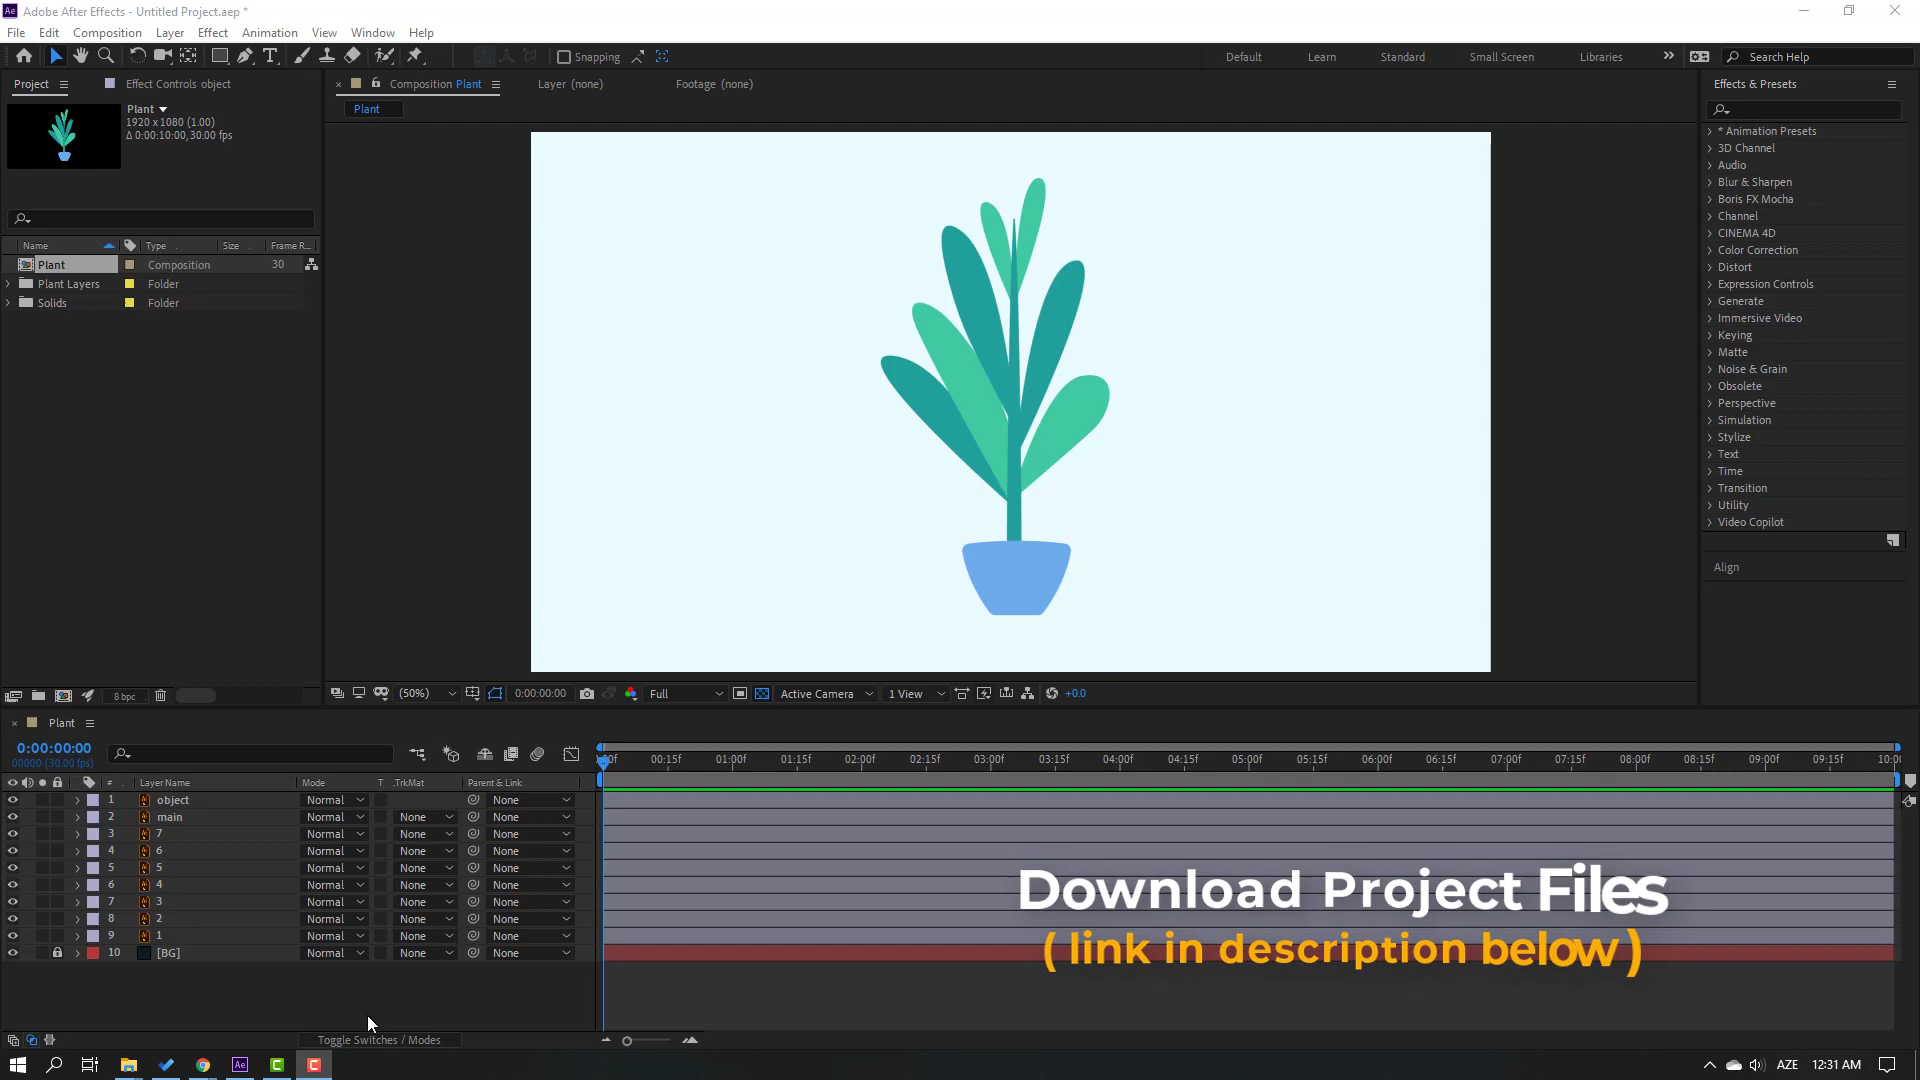 Adobe After Effects - Untitled Project.aep *
File Edit Composition Layer Effect Animation View Window Help
Snapping Default Learn Standard Small Screen Libraries Search Help
Project Effect Controls object Composition Plant Layer (none) Footage (none) Effects & Presets
Plant
1920 x 1080 (1.00)
Δ 0:00:10:00, 30.00 fps
Plant
Name Type Size Frame R...
Plant Composition 30
Plant Layers Folder
Solids Folder
* Animation Presets
3D Channel
Audio
Blur & Sharpen
Boris FX Mocha
Channel
CINEMA 4D
Color Correction
Distort
Expression Controls
Generate
Immersive Video
Keying
Matte
Noise & Grain
Obsolete
Perspective
Simulation
Stylize
Text
Time
Transition
Utility
Video Copilot
Align
8 bpc (50%) 0:00:00:00 Full Active Camera 1 View +0.0
Plant
0:00:00:00
00000 (30.00 fps)
00f 00:15f 01:00f 01:15f 02:00f 02:15f 03:00f 03:15f 04:00f 04:15f 05:00f 05:15f 06:00f 06:15f 07:00f 07:15f 08:00f 08:15f 09:00f 09:15f 10:00
# Layer Name Mode T .TrkMat Parent & Link
1 object Normal None
2 main Normal None None
3 7 Normal None None
4 6 Normal None None
5 5 Normal None None
6 4 Normal None None
7 3 Normal None None
8 2 Normal None None
9 1 Normal None None
10 [BG] Normal None None
Download Project Files
( link in description below )
Toggle Switches / Modes
AZE 12:31 AM